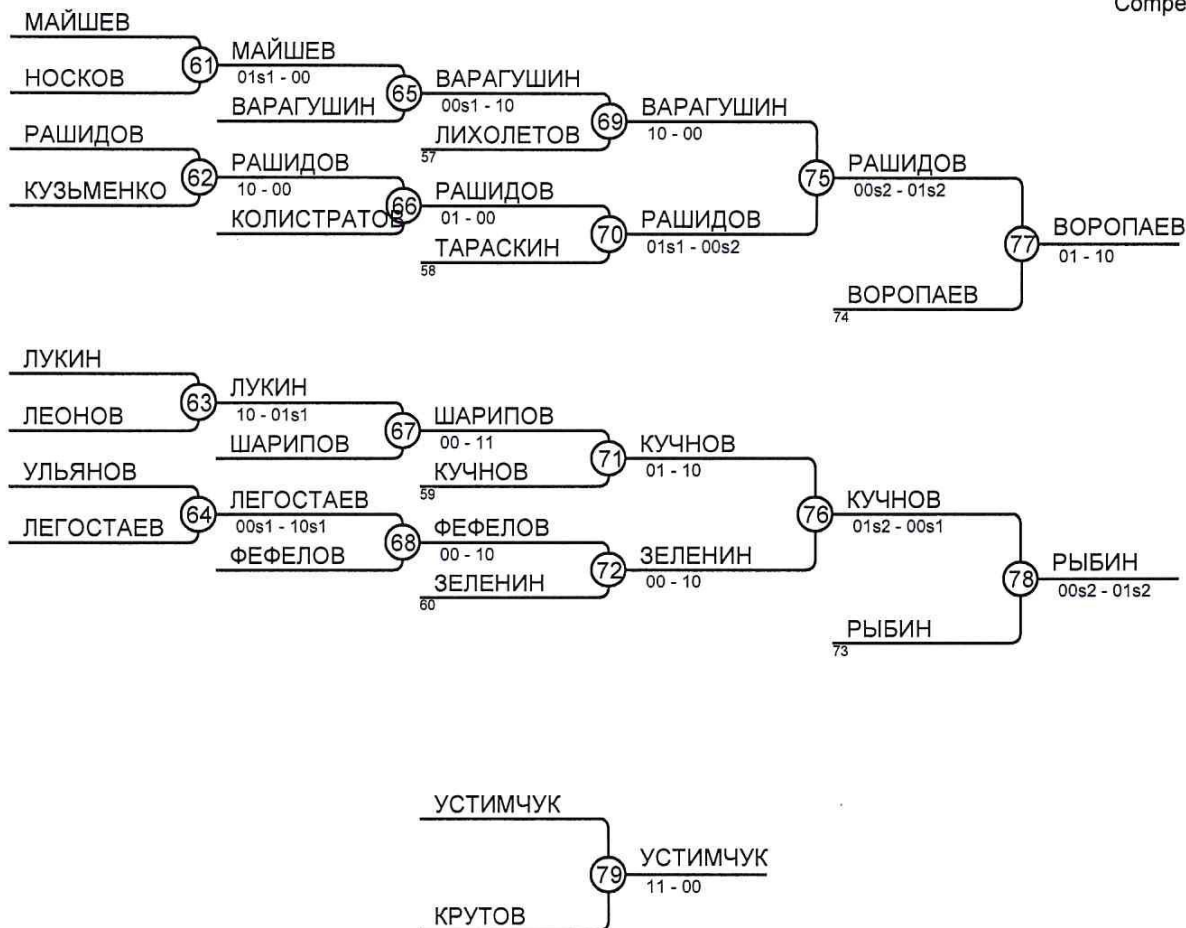 Compe
МАЙШЕВ
61
МАЙШЕВ
01s1 - 00
НОСКОВ
ВАРАГУШИН
65
ВАРАГУШИН
00s1 - 10
РАШИДОВ
62
РАШИДОВ
10 - 00
КУЗЬМЕНКО
КОЛИСТРАТОВ
66
РАШИДОВ
01 - 00
ЛИХОЛЕТОВ
57
69
ВАРАГУШИН
10 - 00
ТАРАСКИН
58
70
РАШИДОВ
01s1 - 00s2
75
РАШИДОВ
00s2 - 01s2
ВОРОПАЕВ
74
77
ВОРОПАЕВ
01 - 10
ЛУКИН
63
ЛУКИН
10 - 01s1
ЛЕОНОВ
ШАРИПОВ
67
ШАРИПОВ
00 - 11
УЛЬЯНОВ
64
ЛЕГОСТАЕВ
00s1 - 10s1
ЛЕГОСТАЕВ
ФЕФЕЛОВ
68
ФЕФЕЛОВ
00 - 10
КУЧНОВ
59
71
КУЧНОВ
01 - 10
ЗЕЛЕНИН
60
72
ЗЕЛЕНИН
00 - 10
76
КУЧНОВ
01s2 - 00s1
РЫБИН
73
78
РЫБИН
00s2 - 01s2
УСТИМЧУК
79
УСТИМЧУК
11 - 00
КРУТОВ